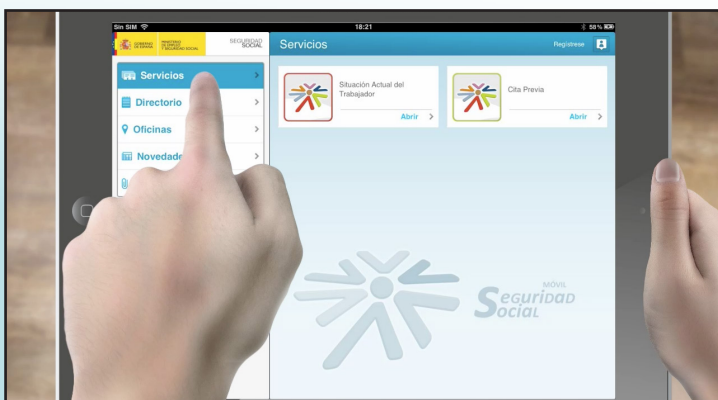 Sin SIM
18:21
58%
GOBIERNO
DE ESPAÑA
MINISTERIO
DE EMPLEO
Y SEGURIDAD SOCIAL
SEGURIDAD
SOCIAL
Servicios
Regístrese
Servicios
Directorio
Oficinas
Novedade
Situación Actual del
Trabajador
Abrir
Cita Previa
Abrir
MÓVIL
Seguridad
Social